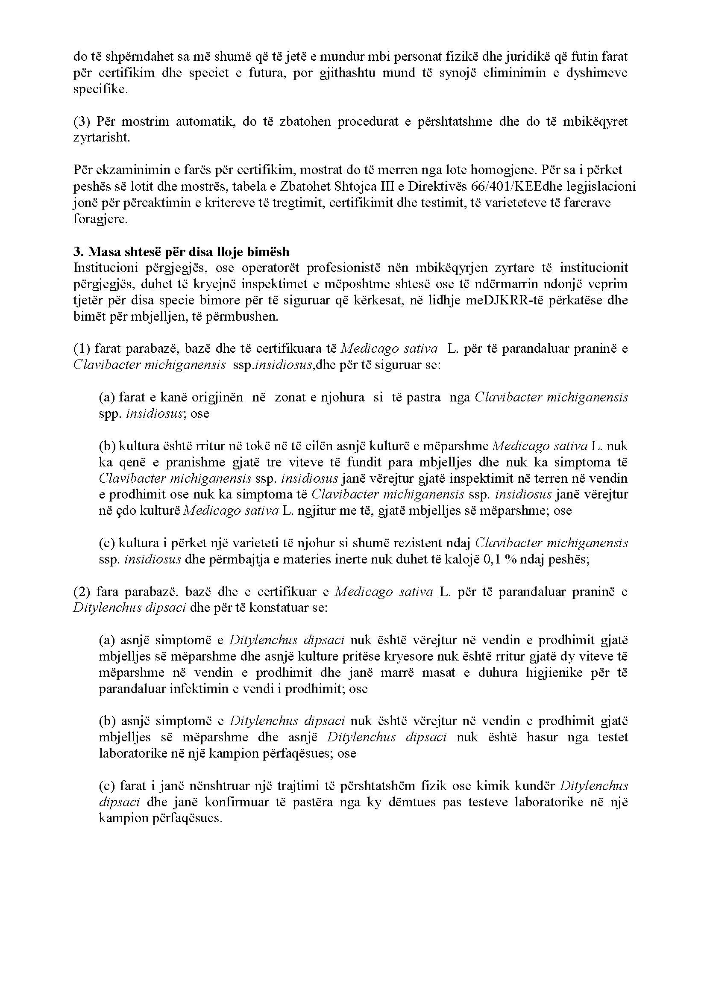 do të shpërndahet sa më shumë që të jetë e mundur mbi personat fizikë dhe juridikë që futin farat
për certifikim dhe speciet e futura, por gjithashtu mund të synojë eliminimin e dyshimeve
specifike.
(3) Për mostrim automatik, do të zbatohen procedurat e përshtatshme dhe do të mbikëqyret
zyrtarisht.
Për ekzaminimin e farës për certifikim, mostrat do të merren nga lote homogjene. Për sa i përket
peshës së lotit dhe mostrës, tabela e Zbatohet Shtojca III e Direktivës 66/401/KEEdhe legjislacioni
jonë për përcaktimin e kritereve të tregtimit, certifikimit dhe testimit, të varieteteve të farerave
foragjere.
3. Masa shtesë për disa lloje bimësh
Institucioni përgjegjës, ose operatorët profesionistë nën mbikëqyrjen zyrtare të institucionit
përgjegjës, duhet të kryejnë inspektimet e mëposhtme shtesë ose të ndërmarrin ndonjë veprim
tjetër për disa specie bimore për të siguruar që kërkesat, në lidhje meDJKRR-të përkatëse dhe
bimët për mbjelljen, të përmbushen.
(1) farat parabazë, bazë dhe të certifikuara të Medicago sativa L. për të parandaluar praninë e
Clavibacter michiganensis ssp.insidiosus,dhe për të siguruar se:
(a) farat e kanë origjinën në zonat e njohura si të pastra nga Clavibacter michiganensis
spp. insidiosus; ose
(b) kultura është rritur në tokë në të cilën asnjë kulturë e mëparshme Medicago sativa L. nuk
ka qenë e pranishme gjatë tre viteve të fundit para mbjelljes dhe nuk ka simptoma të
Clavibacter michiganensis ssp. insidiosus janë vërejtur gjatë inspektimit në terren në vendin
e prodhimit ose nuk ka simptoma të Clavibacter michiganensis ssp. insidiosus janë vërejtur
në çdo kulturë Medicago sativa L. ngjitur me të, gjatë mbjelljes së mëparshme; ose
(c) kultura i përket një varieteti të njohur si shumë rezistent ndaj Clavibacter michiganensis
ssp. insidiosus dhe përmbajtja e materies inerte nuk duhet të kalojë 0,1 % ndaj peshës;
(2) fara parabazë, bazë dhe e certifikuar e Medicago sativa L. për të parandaluar praninë e
Ditylenchus dipsaci dhe për të konstatuar se:
(a) asnjë simptomë e Ditylenchus dipsaci nuk është vërejtur në vendin e prodhimit gjatë
mbjelljes së mëparshme dhe asnjë kulture pritëse kryesore nuk është rritur gjatë dy viteve të
mëparshme në vendin e prodhimit dhe janë marrë masat e duhura higjienike për të
parandaluar infektimin e vendi i prodhimit; ose
(b) asnjë simptomë e Ditylenchus dipsaci nuk është vërejtur në vendin e prodhimit gjatë
mbjelljes së mëparshme dhe asnjë Ditylenchus dipsaci nuk është hasur nga testet
laboratorike në një kampion përfaqësues; ose
(c) farat i janë nënshtruar një trajtimi të përshtatshëm fizik ose kimik kundër Ditylenchus
dipsaci dhe janë konfirmuar të pastëra nga ky dëmtues pas testeve laboratorike në një
kampion përfaqësues.